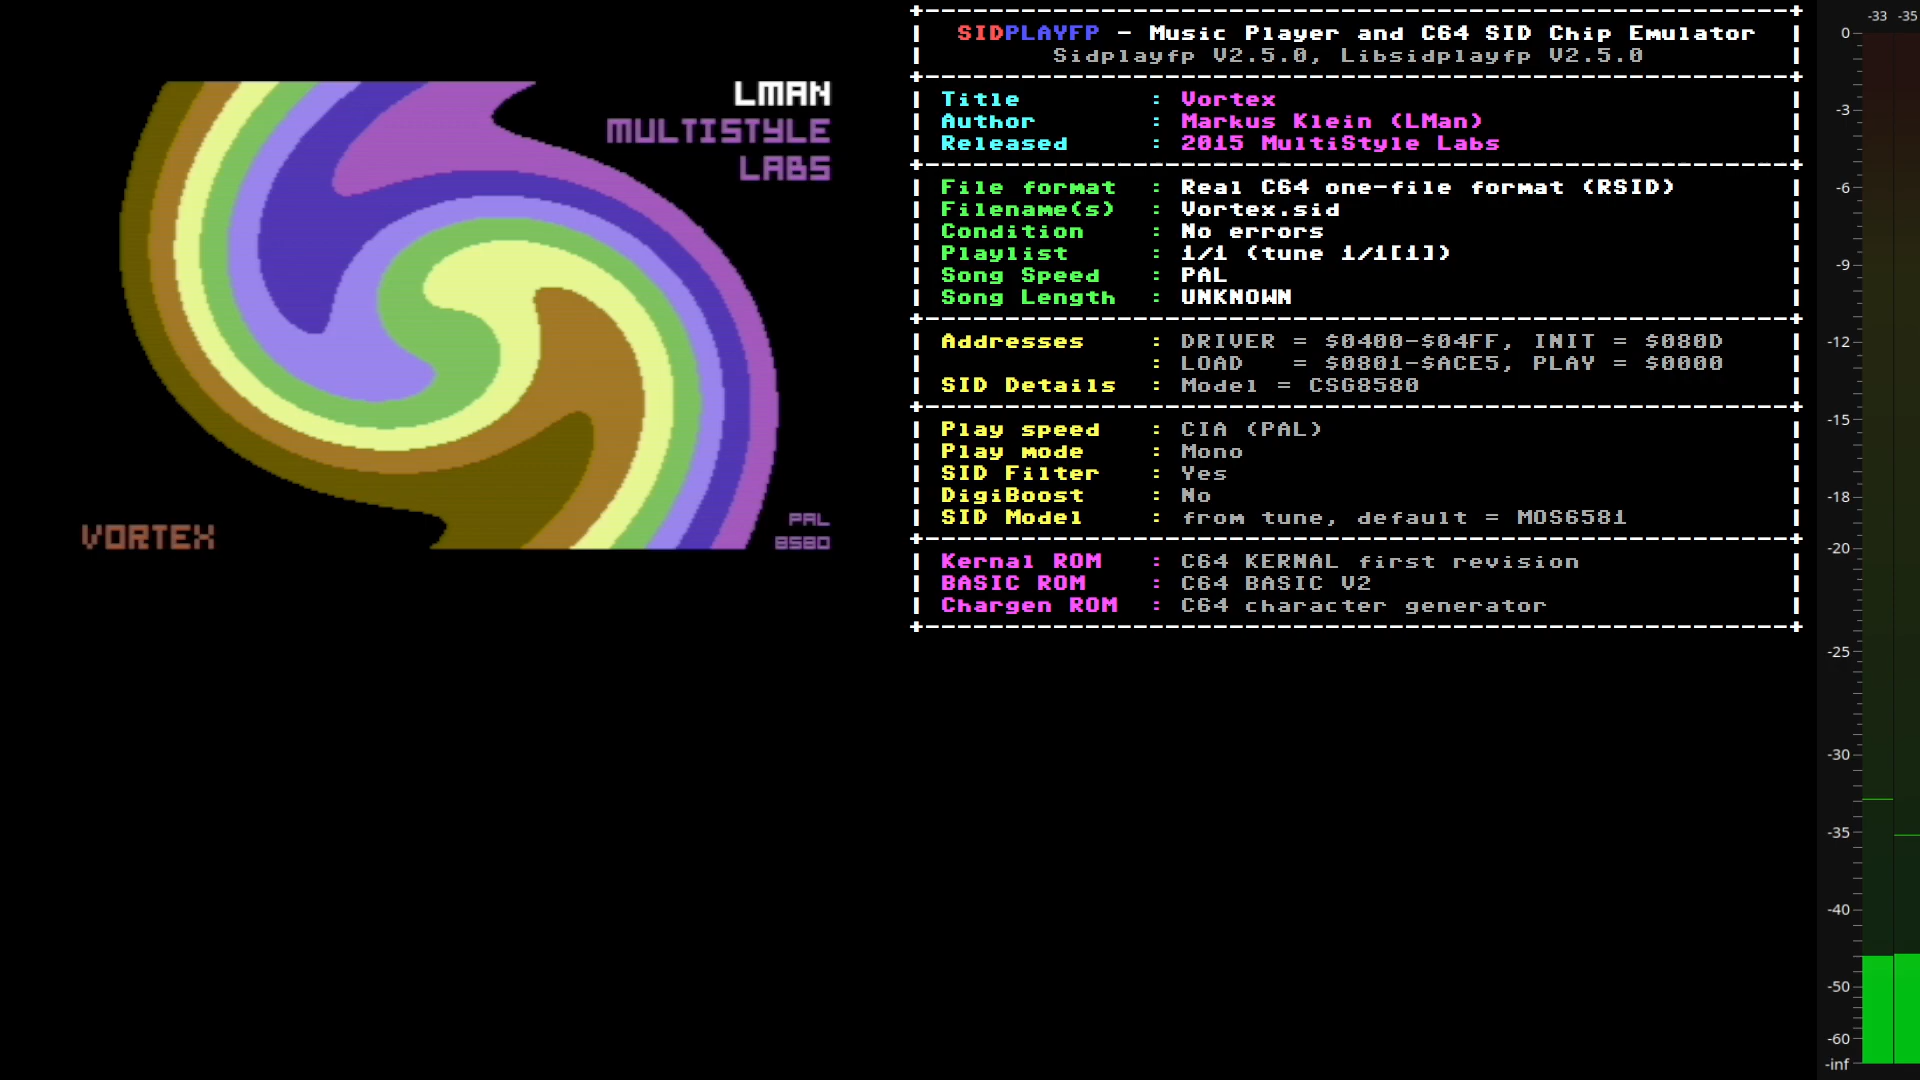 LMAN
MULTISTYLE
LABS
VORTEX
PAL
8580
SIDPLAYFP - Music Player and C64 SID Chip Emulator
Sidplayfp V2.5.0, Libsidplayfp V2.5.0
Title : Vortex
Author : Markus Klein (LMan)
Released : 2015 MultiStyle Labs
File format : Real C64 one-file format (RSID)
Filename(s) : Vortex.sid
Condition : No errors
Playlist : 1/1 (tune 1/1[1])
Song Speed : PAL
Song Length : UNKNOWN
Addresses : DRIVER = $0400-$04FF, INIT = $080D
: LOAD = $0801-$ACE5, PLAY = $0000
SID Details : Model = CSG8580
Play speed : CIA (PAL)
Play mode : Mono
SID Filter : Yes
DigiBoost : No
SID Model : from tune, default = MOS6581
Kernal ROM : C64 KERNAL first revision
BASIC ROM : C64 BASIC V2
Chargen ROM : C64 character generator
-33 -35
0
-3
-6
-9
-12
-15
-18
-20
-25
-30
-35
-40
-50
-60
-inf